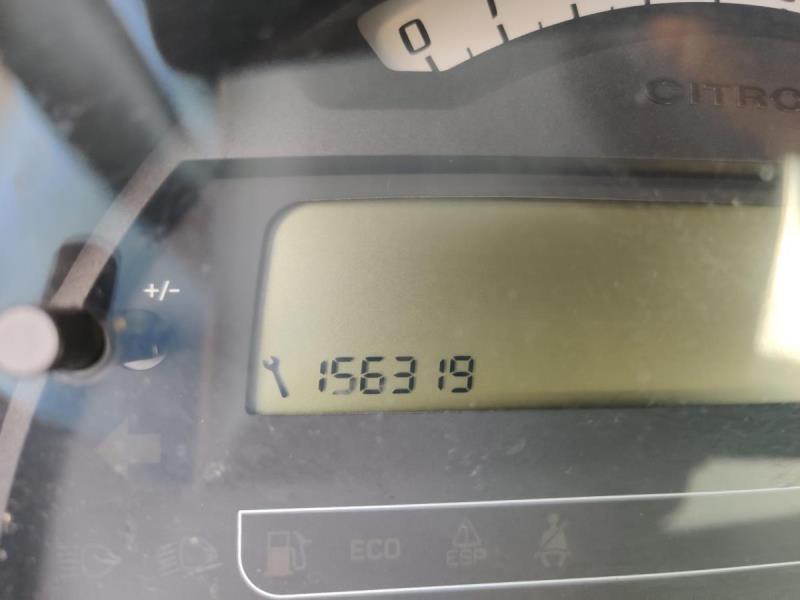 0
CITRO
+/-
156319
ECO
ESP